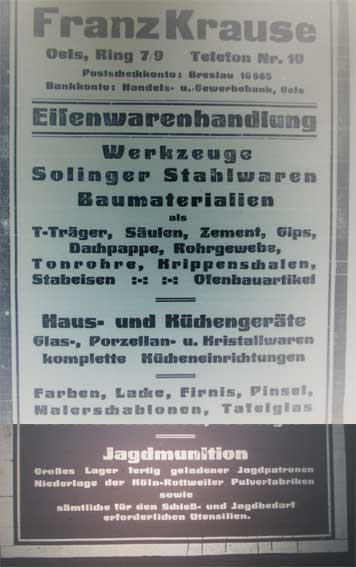 Franz Krause
Oels, Ring 7/9 Telefon Nr. 10
Postscheckkonto: Breslau 16665
Bankkonto: Handels- u. Gewerbebank, Oels
Eisenwarenhandlung
Werkzeuge
Solinger Stahlwaren
Baumaterialien
als
T-Träger, Säulen, Zement, Gips,
Dachpappe, Rohrgewebe,
Tonrohre, Krippenschalen,
Stabeisen :-: :-: Ofenbauartikel
Haus- und Küchengeräte
Glas-, Porzellan- u. Kristallwaren
komplette Kücheneinrichtungen
Farben, Lacke, Firnis, Pinsel,
Malerschablonen, Tafelglas
Jagdmunition
Großes Lager fertig geladener Jagdpatronen
Niederlage der Köln-Rottweiler Pulverfabriken
sowie
sämtliche für den Schieß- und Jagdbedarf
erforderlichen Utensilien.